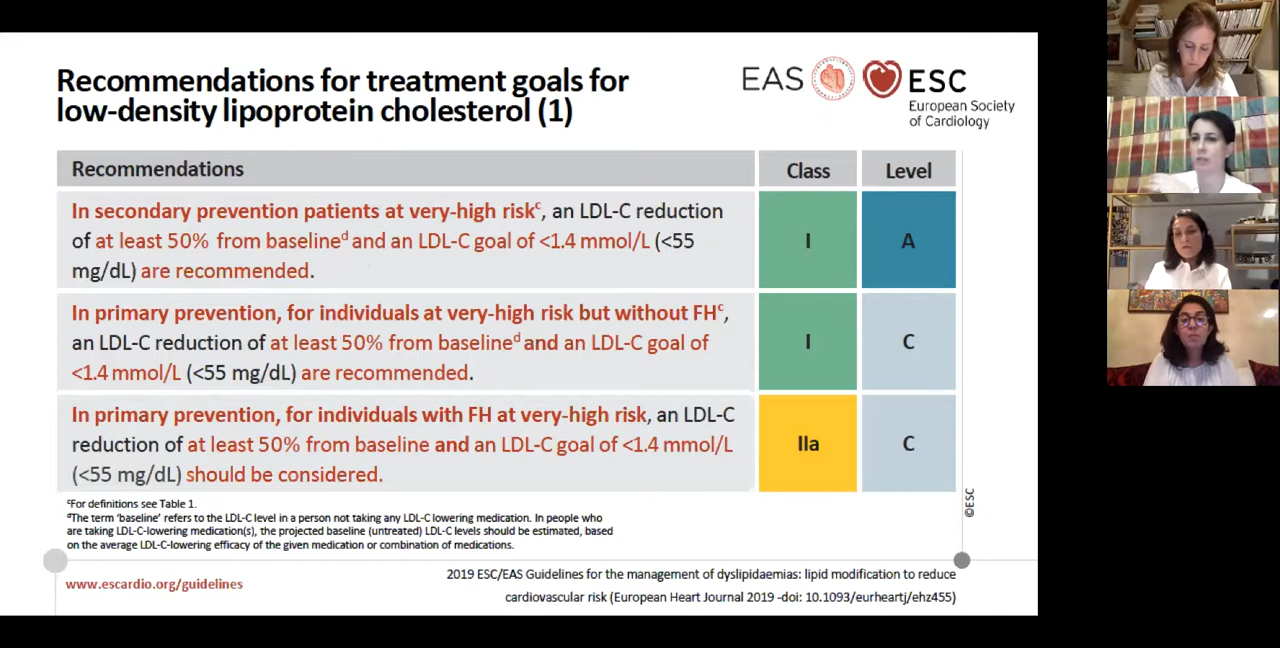 Recommendations for treatment goals for
low-density lipoprotein cholesterol (1)
EAS
ESC
European Society
of Cardiology
Recommendations
Class
Level
In secondary prevention patients at very-high riskᶜ, an LDL-C reduction
of at least 50% from baselineᵈ and an LDL-C goal of <1.4 mmol/L (<55
mg/dL) are recommended.
I
A
In primary prevention, for individuals at very-high risk but without FHᶜ,
an LDL-C reduction of at least 50% from baselineᵈ and an LDL-C goal of
<1.4 mmol/L (<55 mg/dL) are recommended.
I
C
In primary prevention, for individuals with FH at very-high risk, an LDL-C
reduction of at least 50% from baseline and an LDL-C goal of <1.4 mmol/L
(<55 mg/dL) should be considered.
IIa
C
ᶜFor definitions see Table 1.
ᵈThe term ‘baseline’ refers to the LDL-C level in a person not taking any LDL-C lowering medication. In people who
are taking LDL-C-lowering medication(s), the projected baseline (untreated) LDL-C levels should be estimated, based
on the average LDL-C-lowering efficacy of the given medication or combination of medications.
©ESC
www.escardio.org/guidelines
2019 ESC/EAS Guidelines for the management of dyslipidaemias: lipid modification to reduce
cardiovascular risk (European Heart Journal 2019 -doi: 10.1093/eurheartj/ehz455)